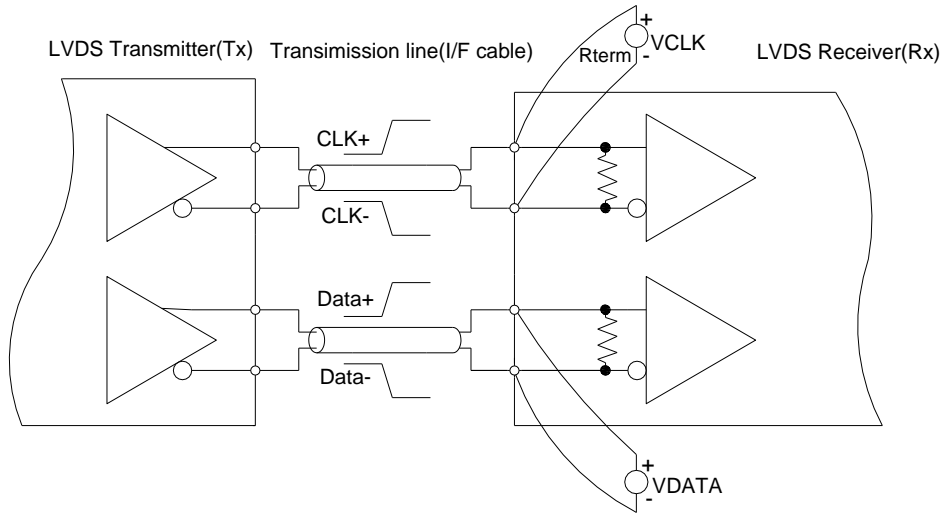 LVDS Transmitter(Tx)
Transimission line(I/F cable)
LVDS Receiver(Rx)
+
VCLK
-
Rterm
CLK+
CLK-
Data+
Data-
+
VDATA
-